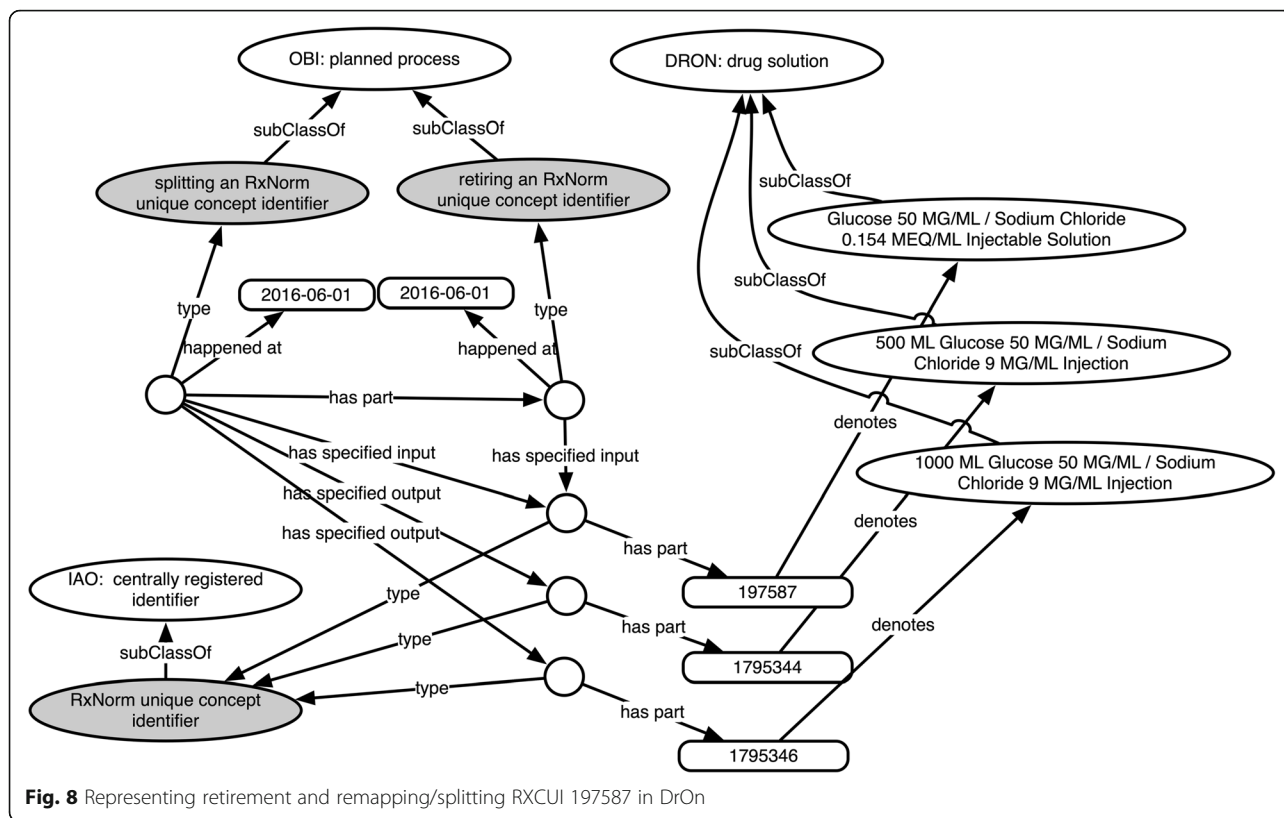 OBI: planned process
DRON: drug solution
subClassOf
subClassOf
splitting an RxNorm
unique concept identifier
retiring an RxNorm
unique concept identifier
subClassOf
Glucose 50 MG/ML / Sodium Chloride
0.154 MEQ/ML Injectable Solution
2016-06-01
2016-06-01
subClassOf
type
type
happened at
happened at
500 ML Glucose 50 MG/ML / Sodium
Chloride 9 MG/ML Injection
subClassOf
has part
denotes
has specified input
has specified input
1000 ML Glucose 50 MG/ML / Sodium
Chloride 9 MG/ML Injection
has specified output
denotes
has specified output
has part
IAO: centrally registered
identifier
type
197587
denotes
has part
type
subClassOf
1795344
RxNorm unique concept
identifier
type
has part
1795346
Fig. 8 Representing retirement and remapping/splitting RXCUI 197587 in DrOn